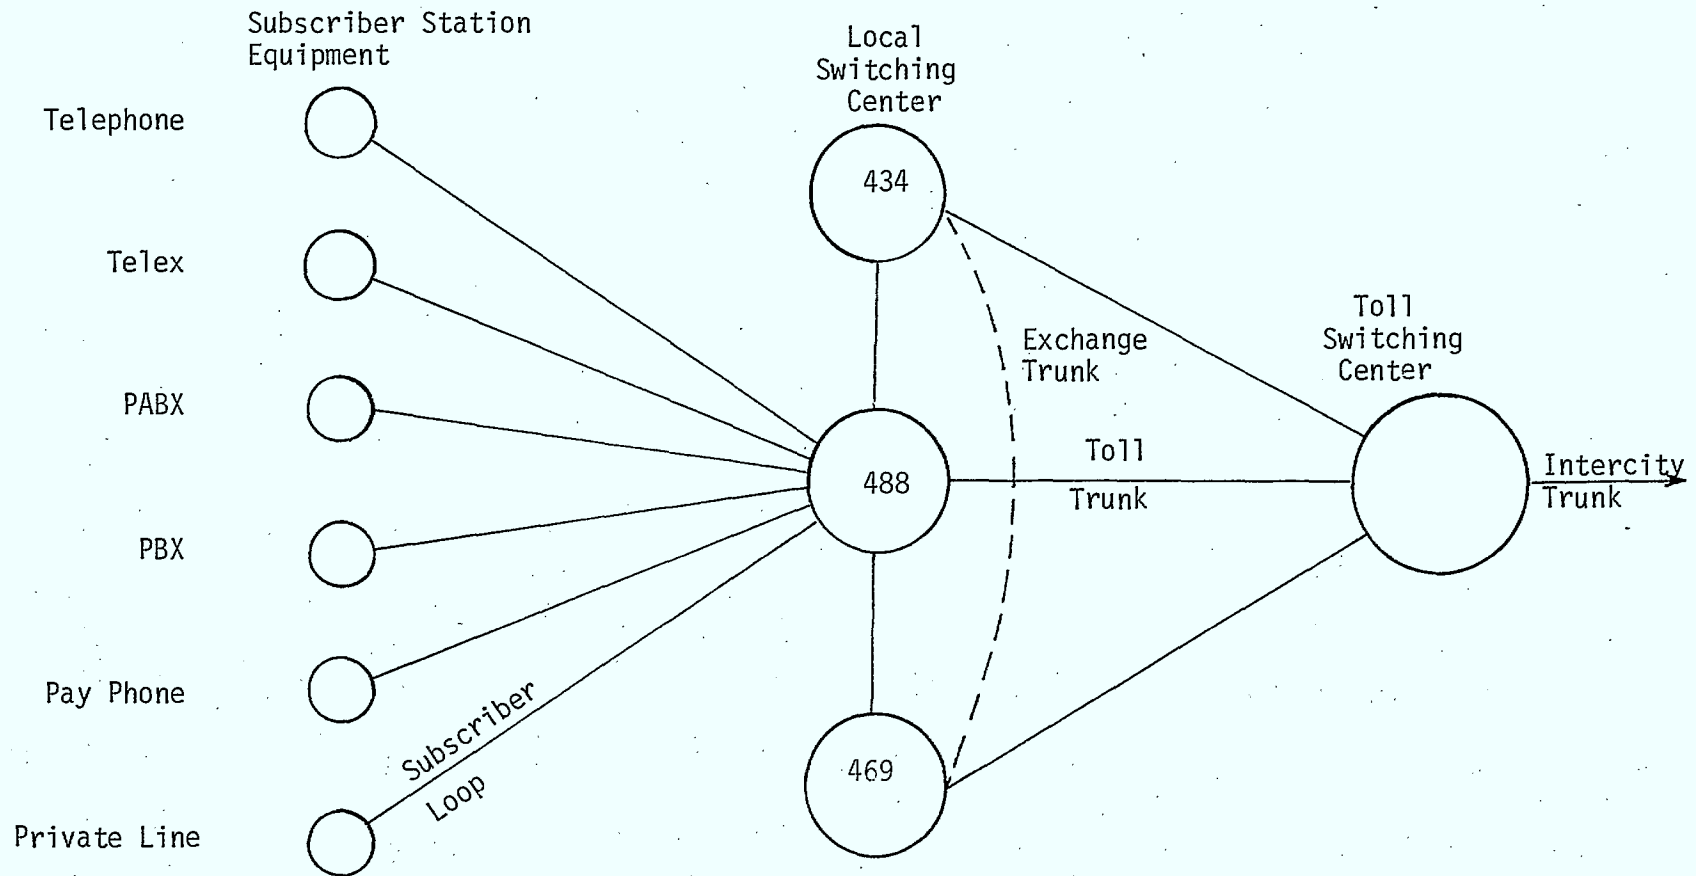 Subscriber Station
Equipment
Telephone
Telex
PABX
PBX
Pay Phone
Private Line
Subscriber
Loop
Local
Switching
Center
434
488
469
Exchange
Trunk
Toll
Trunk
Toll
Switching
Center
Intercity
Trunk